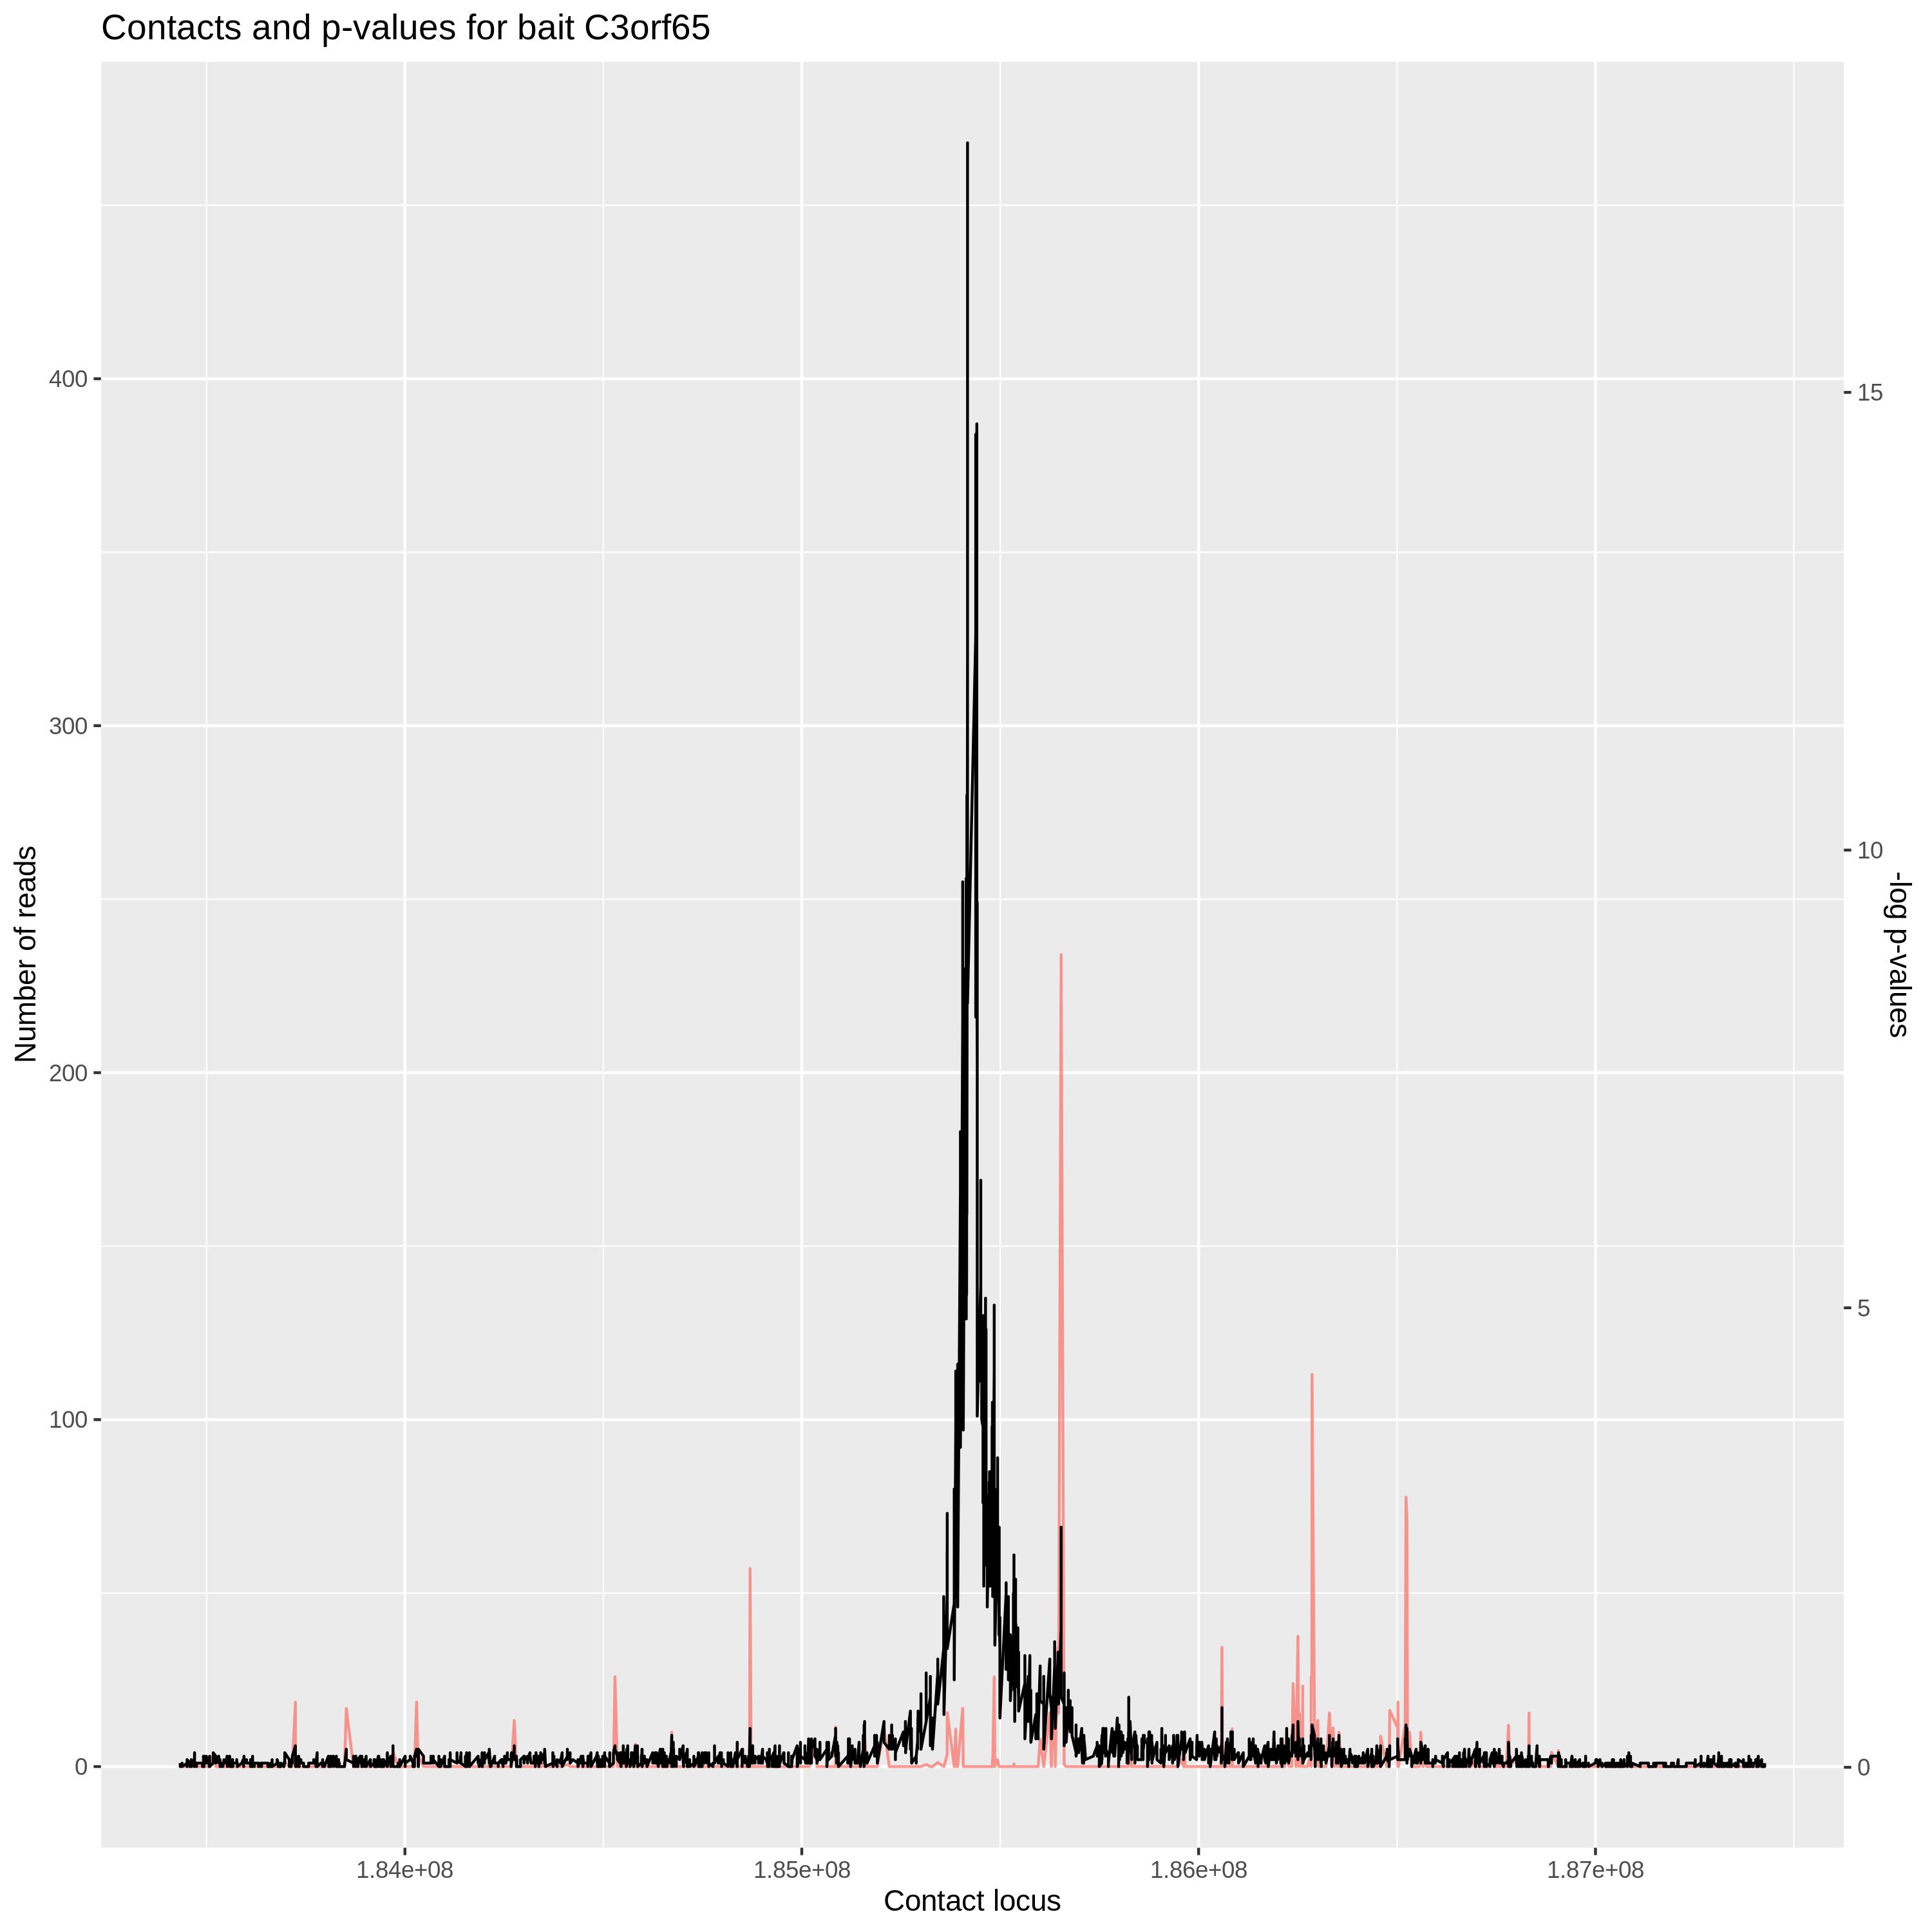 Contacts and p-values for bait C3orf65
400
300
200
100
0
Number of reads
15
10
5
0
-log p-values
1.84e+08 1.85e+08 1.86e+08 1.87e+08
Contact locus